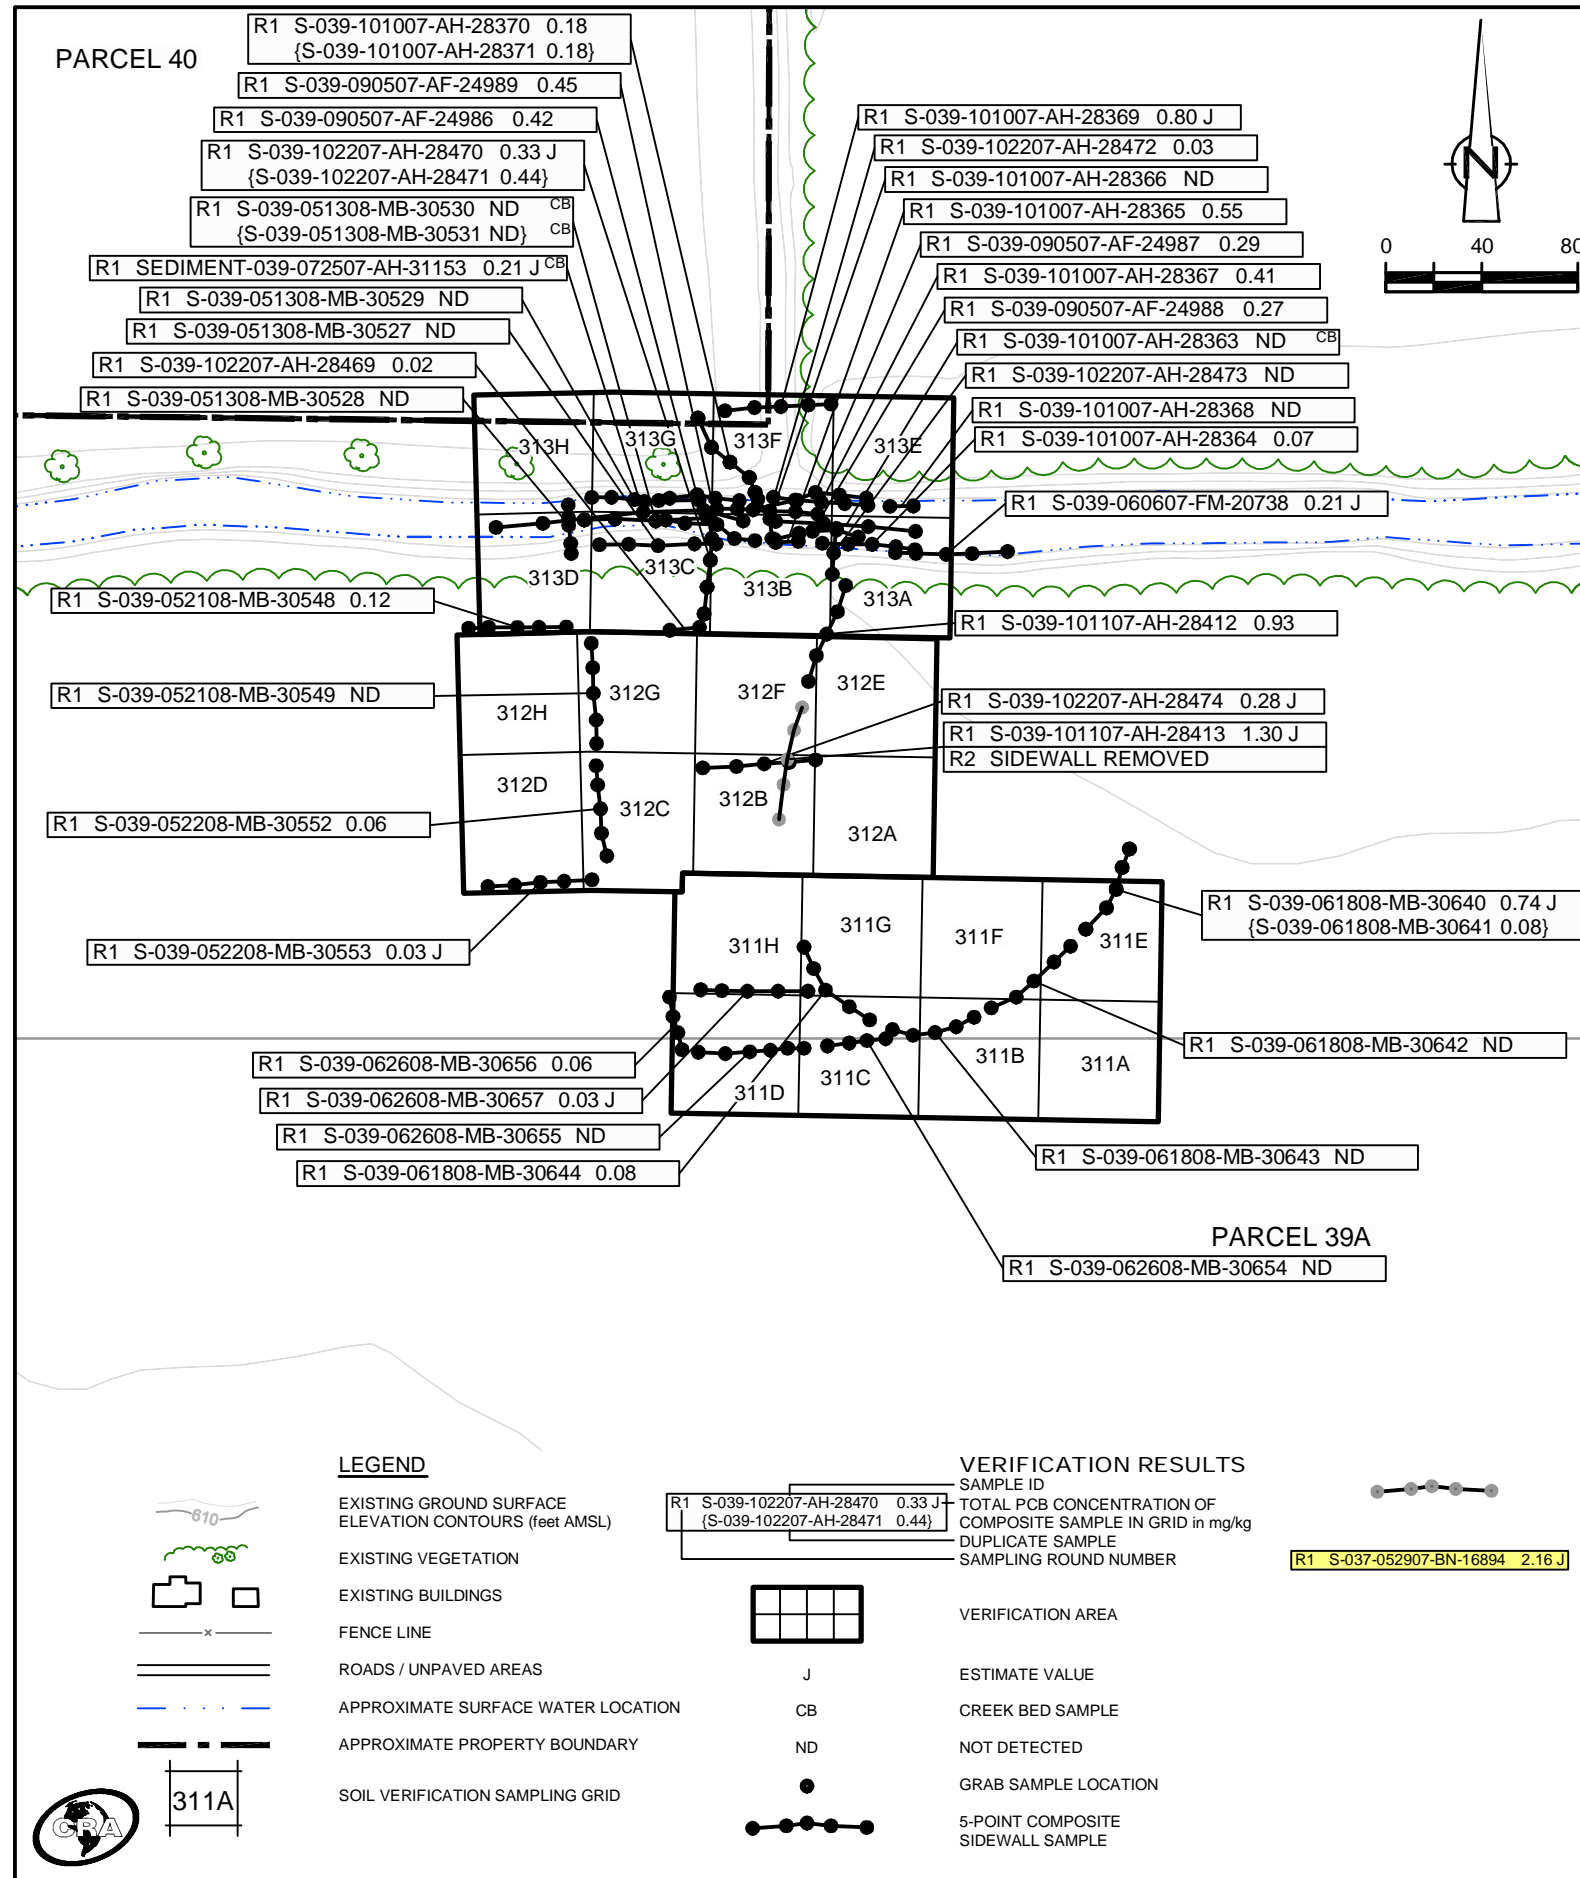 PARCEL 40
R1 S-039-101007-AH-28370 0.18
{S-039-101007-AH-28371 0.18}
R1 S-039-090507-AF-24989 0.45
R1 S-039-090507-AF-24986 0.42
R1 S-039-102207-AH-28470 0.33 J
{S-039-102207-AH-28471 0.44}
R1 S-039-051308-MB-30530 ND CB
{S-039-051308-MB-30531 ND} CB
R1 SEDIMENT-039-072507-AH-31153 0.21 J CB
R1 S-039-051308-MB-30529 ND
R1 S-039-051308-MB-30527 ND
R1 S-039-102207-AH-28469 0.02
R1 S-039-051308-MB-30528 ND
R1 S-039-101007-AH-28369 0.80 J
R1 S-039-102207-AH-28472 0.03
R1 S-039-101007-AH-28366 ND
R1 S-039-101007-AH-28365 0.55
R1 S-039-090507-AF-24987 0.29
R1 S-039-101007-AH-28367 0.41
R1 S-039-090507-AF-24988 0.27
R1 S-039-101007-AH-28363 ND CB
R1 S-039-102207-AH-28473 ND
R1 S-039-101007-AH-28368 ND
R1 S-039-101007-AH-28364 0.07
N
0 40 80
313H 313G 313F 313E
R1 S-039-060607-FM-20738 0.21 J
313D 313C 313B 313A
R1 S-039-052108-MB-30548 0.12
R1 S-039-101107-AH-28412 0.93
R1 S-039-052108-MB-30549 ND
312H 312G 312F 312E
R1 S-039-102207-AH-28474 0.28 J
R1 S-039-101107-AH-28413 1.30 J
R2 SIDEWALL REMOVED
312D 312C 312B 312A
R1 S-039-052208-MB-30552 0.06
R1 S-039-052208-MB-30553 0.03 J
R1 S-039-061808-MB-30640 0.74 J
{S-039-061808-MB-30641 0.08}
311H 311G 311F 311E
R1 S-039-061808-MB-30642 ND
311D 311C 311B 311A
R1 S-039-062608-MB-30656 0.06
R1 S-039-062608-MB-30657 0.03 J
R1 S-039-062608-MB-30655 ND
R1 S-039-061808-MB-30644 0.08
R1 S-039-061808-MB-30643 ND
PARCEL 39A
R1 S-039-062608-MB-30654 ND
LEGEND
610
EXISTING GROUND SURFACE
ELEVATION CONTOURS (feet AMSL)
EXISTING VEGETATION
EXISTING BUILDINGS
x FENCE LINE
ROADS / UNPAVED AREAS
APPROXIMATE SURFACE WATER LOCATION
APPROXIMATE PROPERTY BOUNDARY
311A SOIL VERIFICATION SAMPLING GRID
CRA
VERIFICATION RESULTS
R1 S-039-102207-AH-28470 0.33 J
{S-039-102207-AH-28471 0.44}
SAMPLE ID
TOTAL PCB CONCENTRATION OF
COMPOSITE SAMPLE IN GRID in mg/kg
DUPLICATE SAMPLE
SAMPLING ROUND NUMBER
R1 S-037-052907-BN-16894 2.16 J
VERIFICATION AREA
J ESTIMATE VALUE
CB CREEK BED SAMPLE
ND NOT DETECTED
GRAB SAMPLE LOCATION
5-POINT COMPOSITE
SIDEWALL SAMPLE